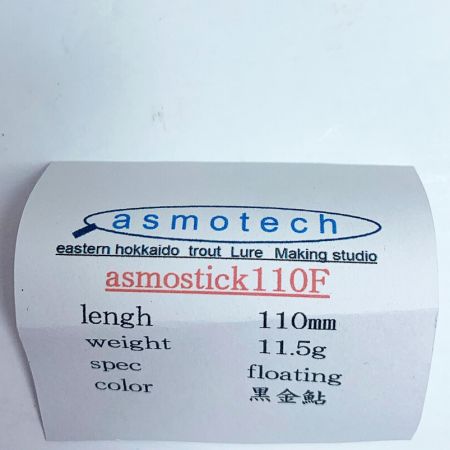 asmotech
eastern hokkaido trout Lure Making studio
asmostick110F
lengh 110mm
weight 11.5g
spec floating
color 黒金鮎